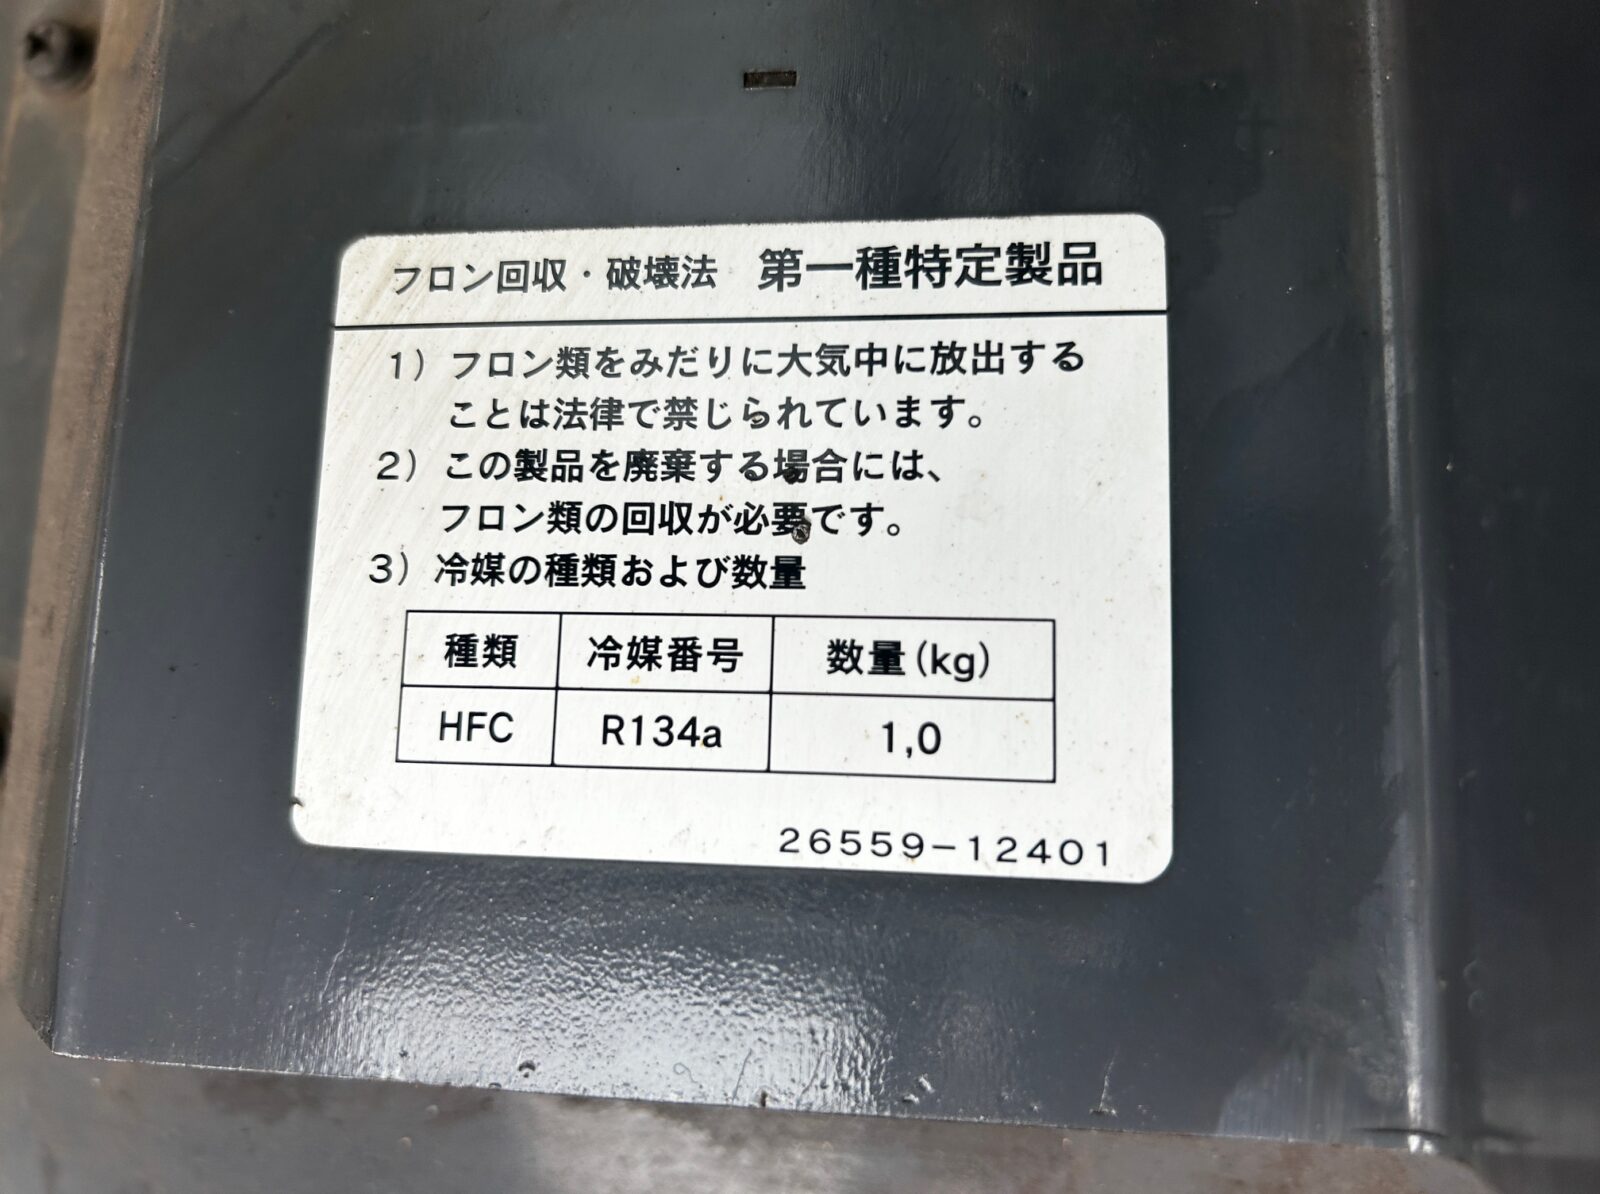 フロン回収・破壊法 第一種特定製品
1）フロン類をみだりに大気中に放出する
ことは法律で禁じられています。
2）この製品を廃棄する場合には、
フロン類の回収が必要です。
3）冷媒の種類および数量
種類 冷媒番号 数量(kg)
HFC R134a 1,0
26559-12401